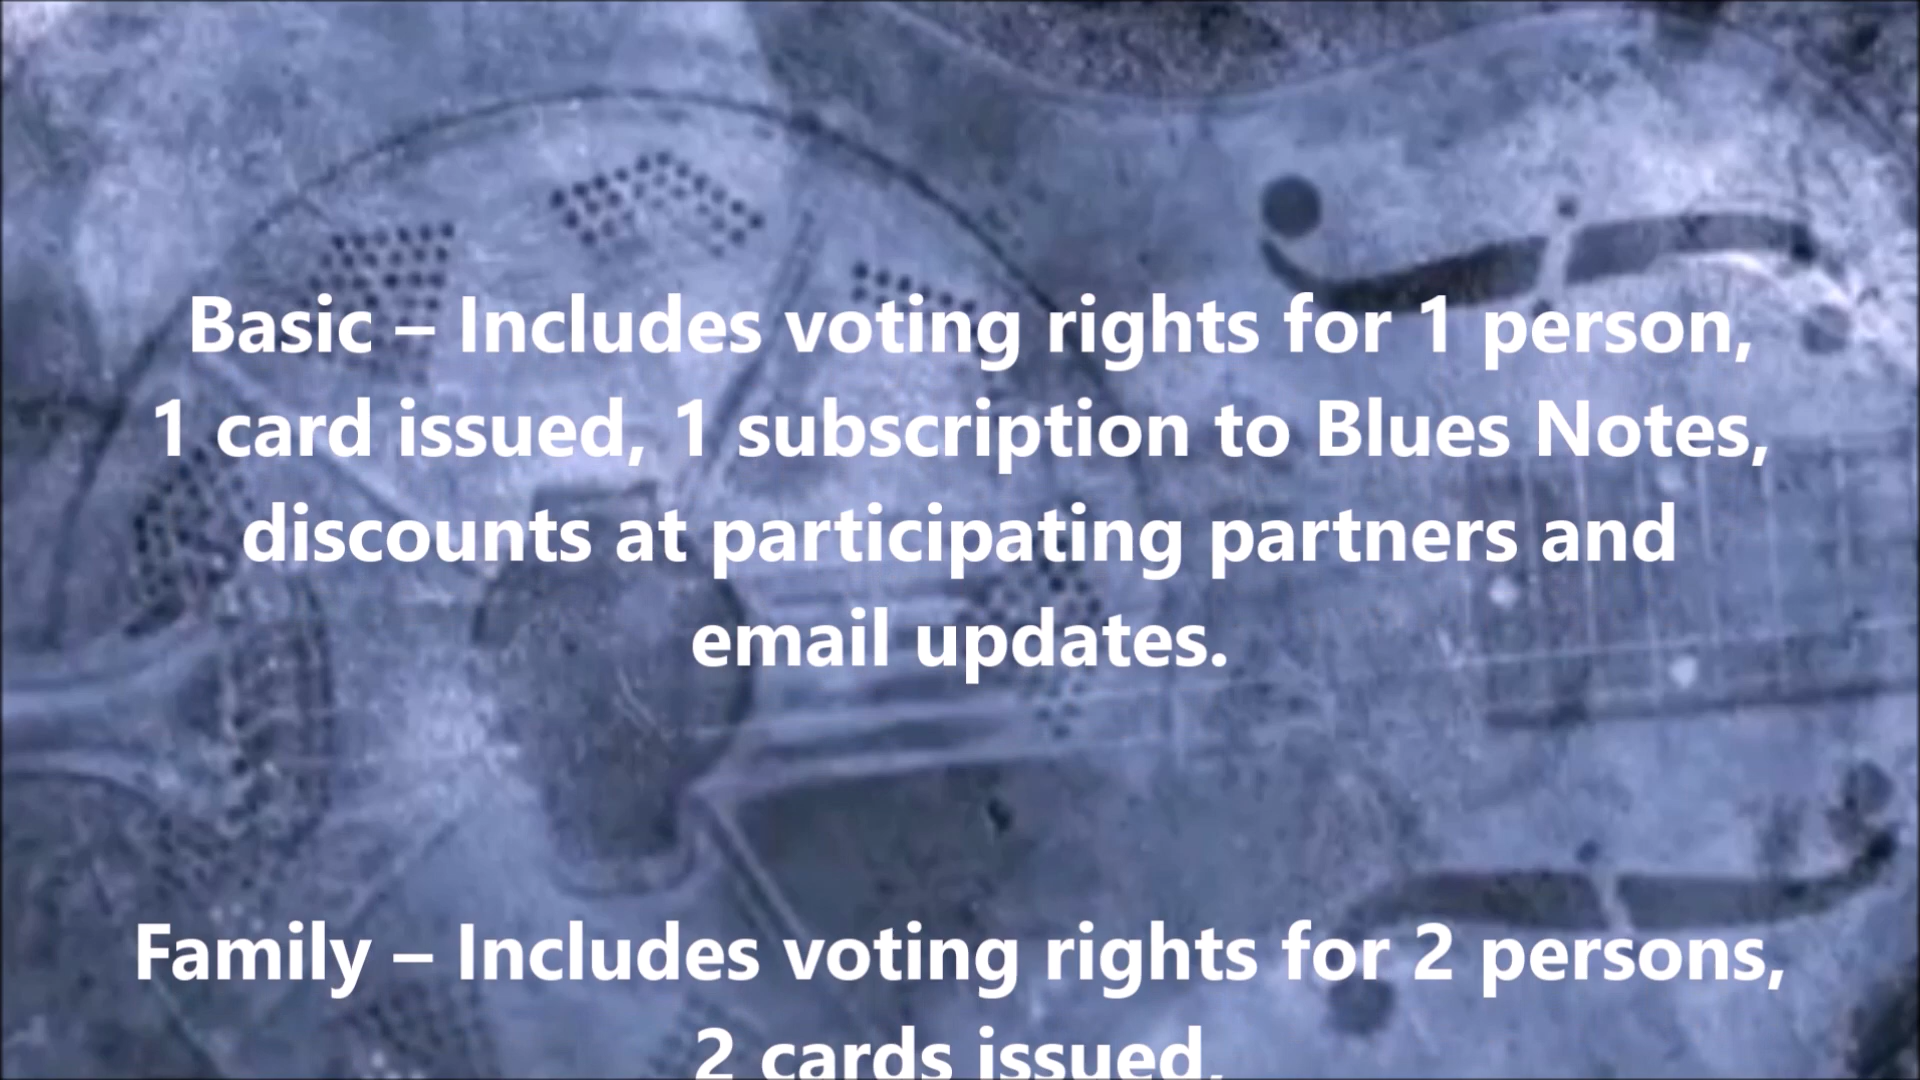 Basic – Includes voting rights for 1 person,
1 card issued, 1 subscription to Blues Notes,
discounts at participating partners and
email updates.
Family – Includes voting rights for 2 persons,
2 cards issued,